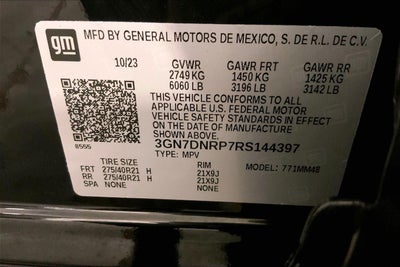 gm
MFD BY GENERAL MOTORS DE MEXICO, S. DE R.L. DE C.V.
10/23 GVWR GAWR FRT GAWR RR
2749 KG 1450 KG 1425 KG
6060 LB 3196 LB 3142 LB
THIS VEHICLE CONFORMS TO ALL
APPLICABLE U.S. FEDERAL MOTOR
VEHICLE SAFETY STANDARDS IN EFFECT ON THE
DATE OF MANUFACTURE SHOWN ABOVE.
8555 3GN7DNRP7RS144397
TYPE: MPV 771MM48
TIRE SIZE RIM
FRT 275/40R21 H 21X9J
RR 275/40R21 H 21X9J
SPA NONE NONE